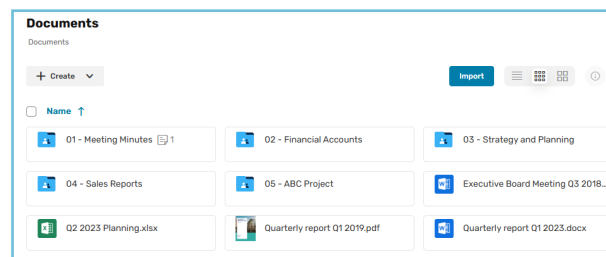 Documents
Documents
+ Create
Import
Name ↑
01 - Meeting Minutes 1
02 - Financial Accounts
03 - Strategy and Planning
04 - Sales Reports
05 - ABC Project
Executive Board Meeting Q3 2018...
Q2 2023 Planning.xlsx
Quarterly report Q1 2019.pdf
Quarterly report Q1 2023.docx